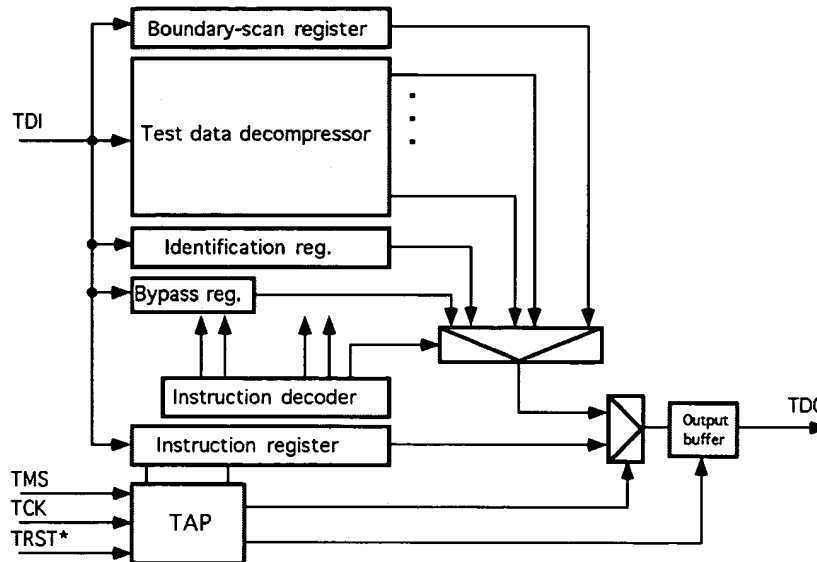 Boundary-scan register
TDI
Test data decompressor
Identification reg.
Bypass reg.
Instruction decoder
Instruction register
Output
buffer
TDO
TMS
TCK
TRST*
TAP